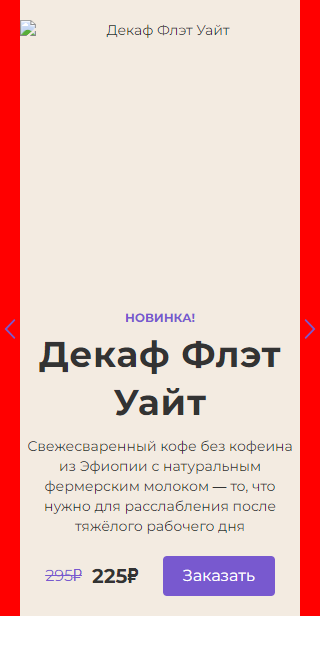 Декаф Флэт Уайт
НОВИНКА!
Декаф Флэт
Уайт
Свежесваренный кофе без кофеина
из Эфиопии с натуральным
фермерским молоком — то, что
нужно для расслабления после
тяжёлого рабочего дня
295₽ 225₽ Заказать